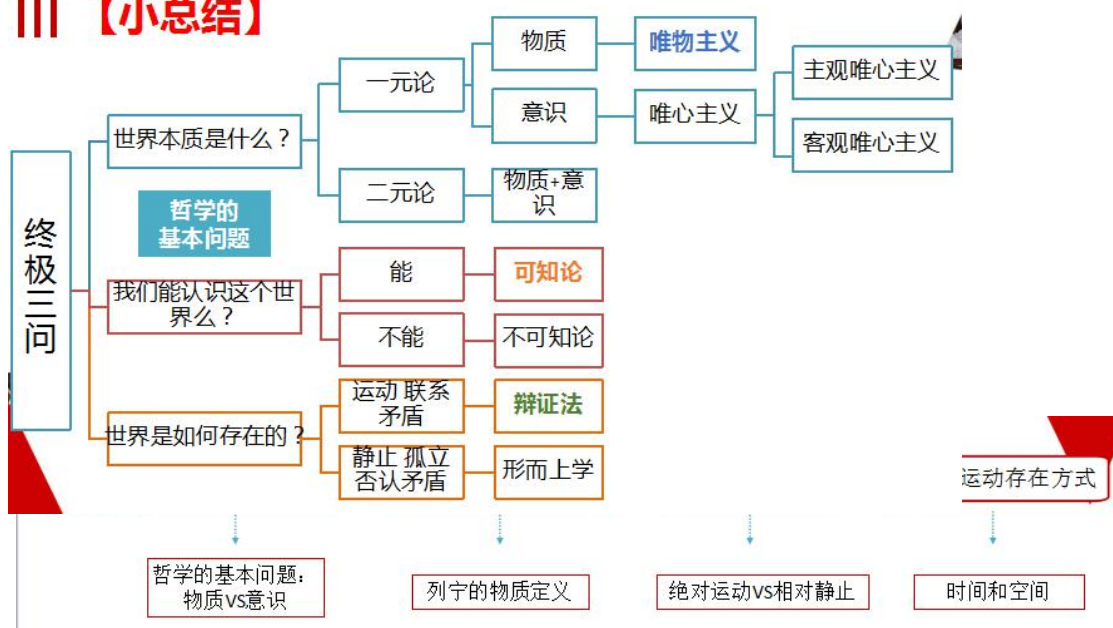 【小总结】
终极三问
世界本质是什么？
一元论
物质
唯物主义
意识
唯心主义
主观唯心主义
客观唯心主义
二元论
物质+意
识
哲学的
基本问题
我们能认识这个世
界么？
能
可知论
不能
不可知论
世界是如何存在的？
运动 联系
矛盾
辩证法
静止 孤立
否认矛盾
形而上学
运动存在方式
哲学的基本问题：
物质VS意识
列宁的物质定义
绝对运动VS相对静止
时间和空间